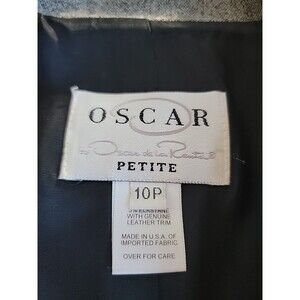 OSCAR
by Oscar de la Renta
PETITE
10P
WITH GENUINE
LEATHER TRIM
MADE IN U.S.A. OF
IMPORTED FABRIC
OVER FOR CARE